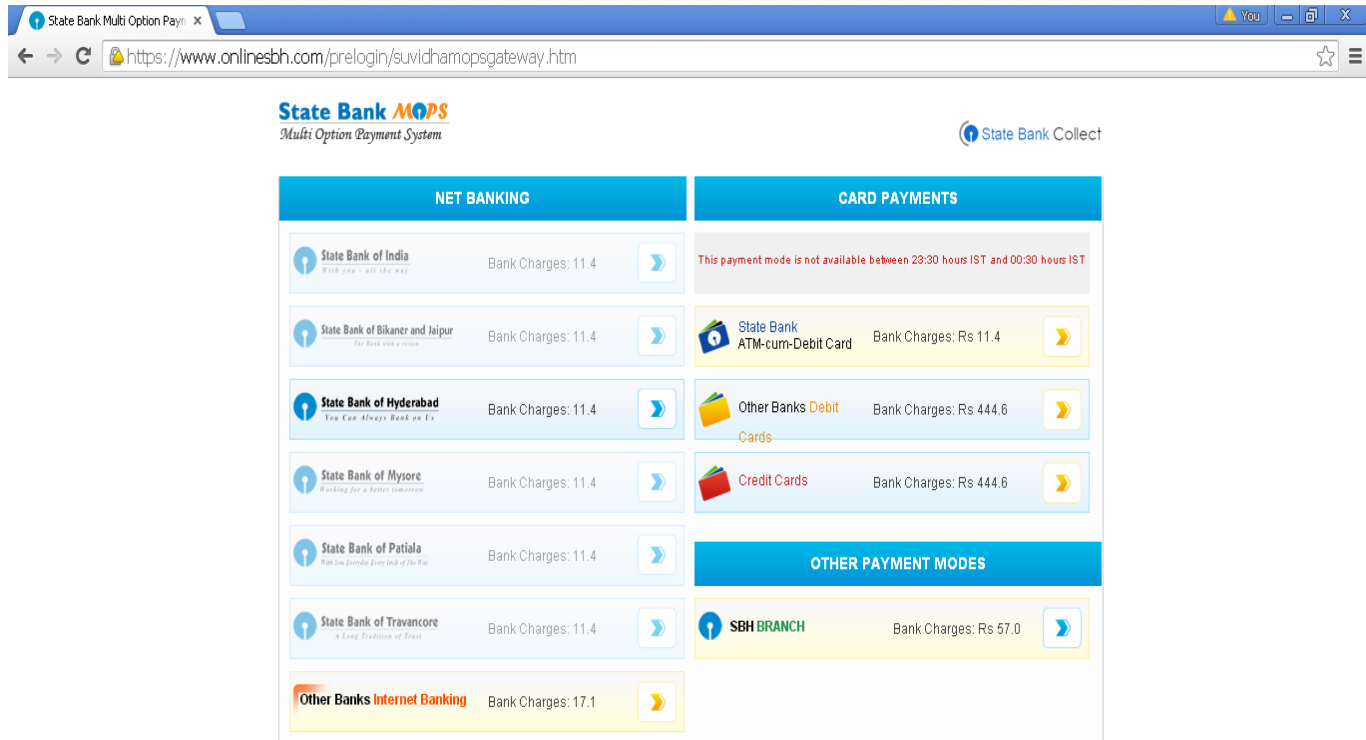 State Bank Multi Option Payn
You
https://www.onlinesbh.com/prelogin/suvidhamopsgateway.htm
State Bank MOPS
Multi Option Payment System
State Bank Collect
NET BANKING
State Bank of India
With you - all the way
Bank Charges: 11.4
State Bank of Bikaner and Jaipur
The Bank with a vision
Bank Charges: 11.4
State Bank of Hyderabad
You Can Always Bank on Us
Bank Charges: 11.4
State Bank of Mysore
Working for a better tomorrow
Bank Charges: 11.4
State Bank of Patiala
Bank Charges: 11.4
State Bank of Travancore
A Long Tradition of Trust
Bank Charges: 11.4
Other Banks Internet Banking
Bank Charges: 17.1
CARD PAYMENTS
This payment mode is not available between 23:30 hours IST and 00:30 hours IST
State Bank
ATM-cum-Debit Card
Bank Charges: Rs 11.4
Other Banks Debit
Cards
Bank Charges: Rs 444.6
Credit Cards
Bank Charges: Rs 444.6
OTHER PAYMENT MODES
SBH BRANCH
Bank Charges: Rs 57.0